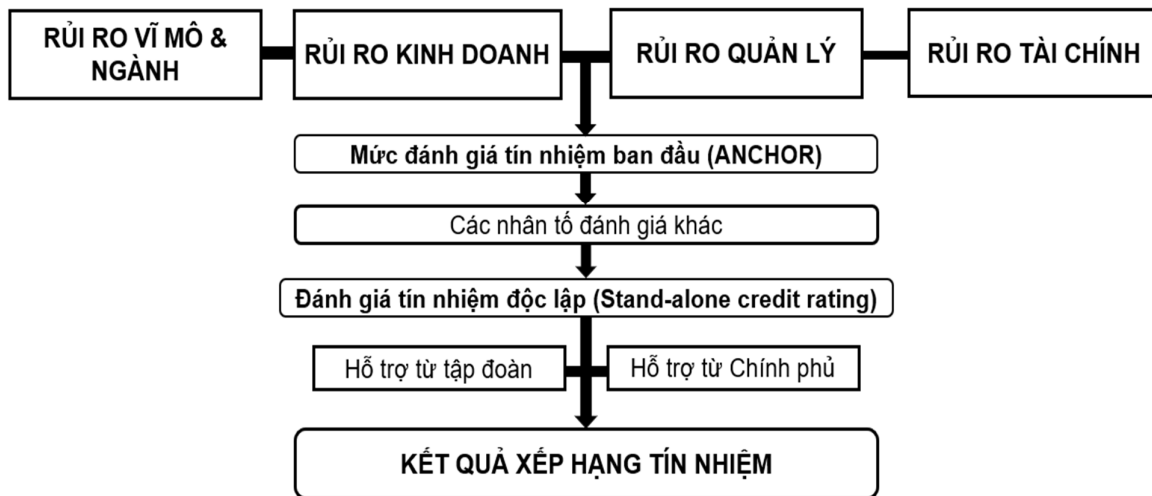 RỦI RO VĨ MÔ &
NGÀNH
RỦI RO KINH DOANH
RỦI RO QUẢN LÝ
RỦI RO TÀI CHÍNH
Mức đánh giá tín nhiệm ban đầu (ANCHOR)
Các nhân tố đánh giá khác
Đánh giá tín nhiệm độc lập (Stand-alone credit rating)
Hỗ trợ từ tập đoàn
Hỗ trợ từ Chính phủ
KẾT QUẢ XẾP HẠNG TÍN NHIỆM